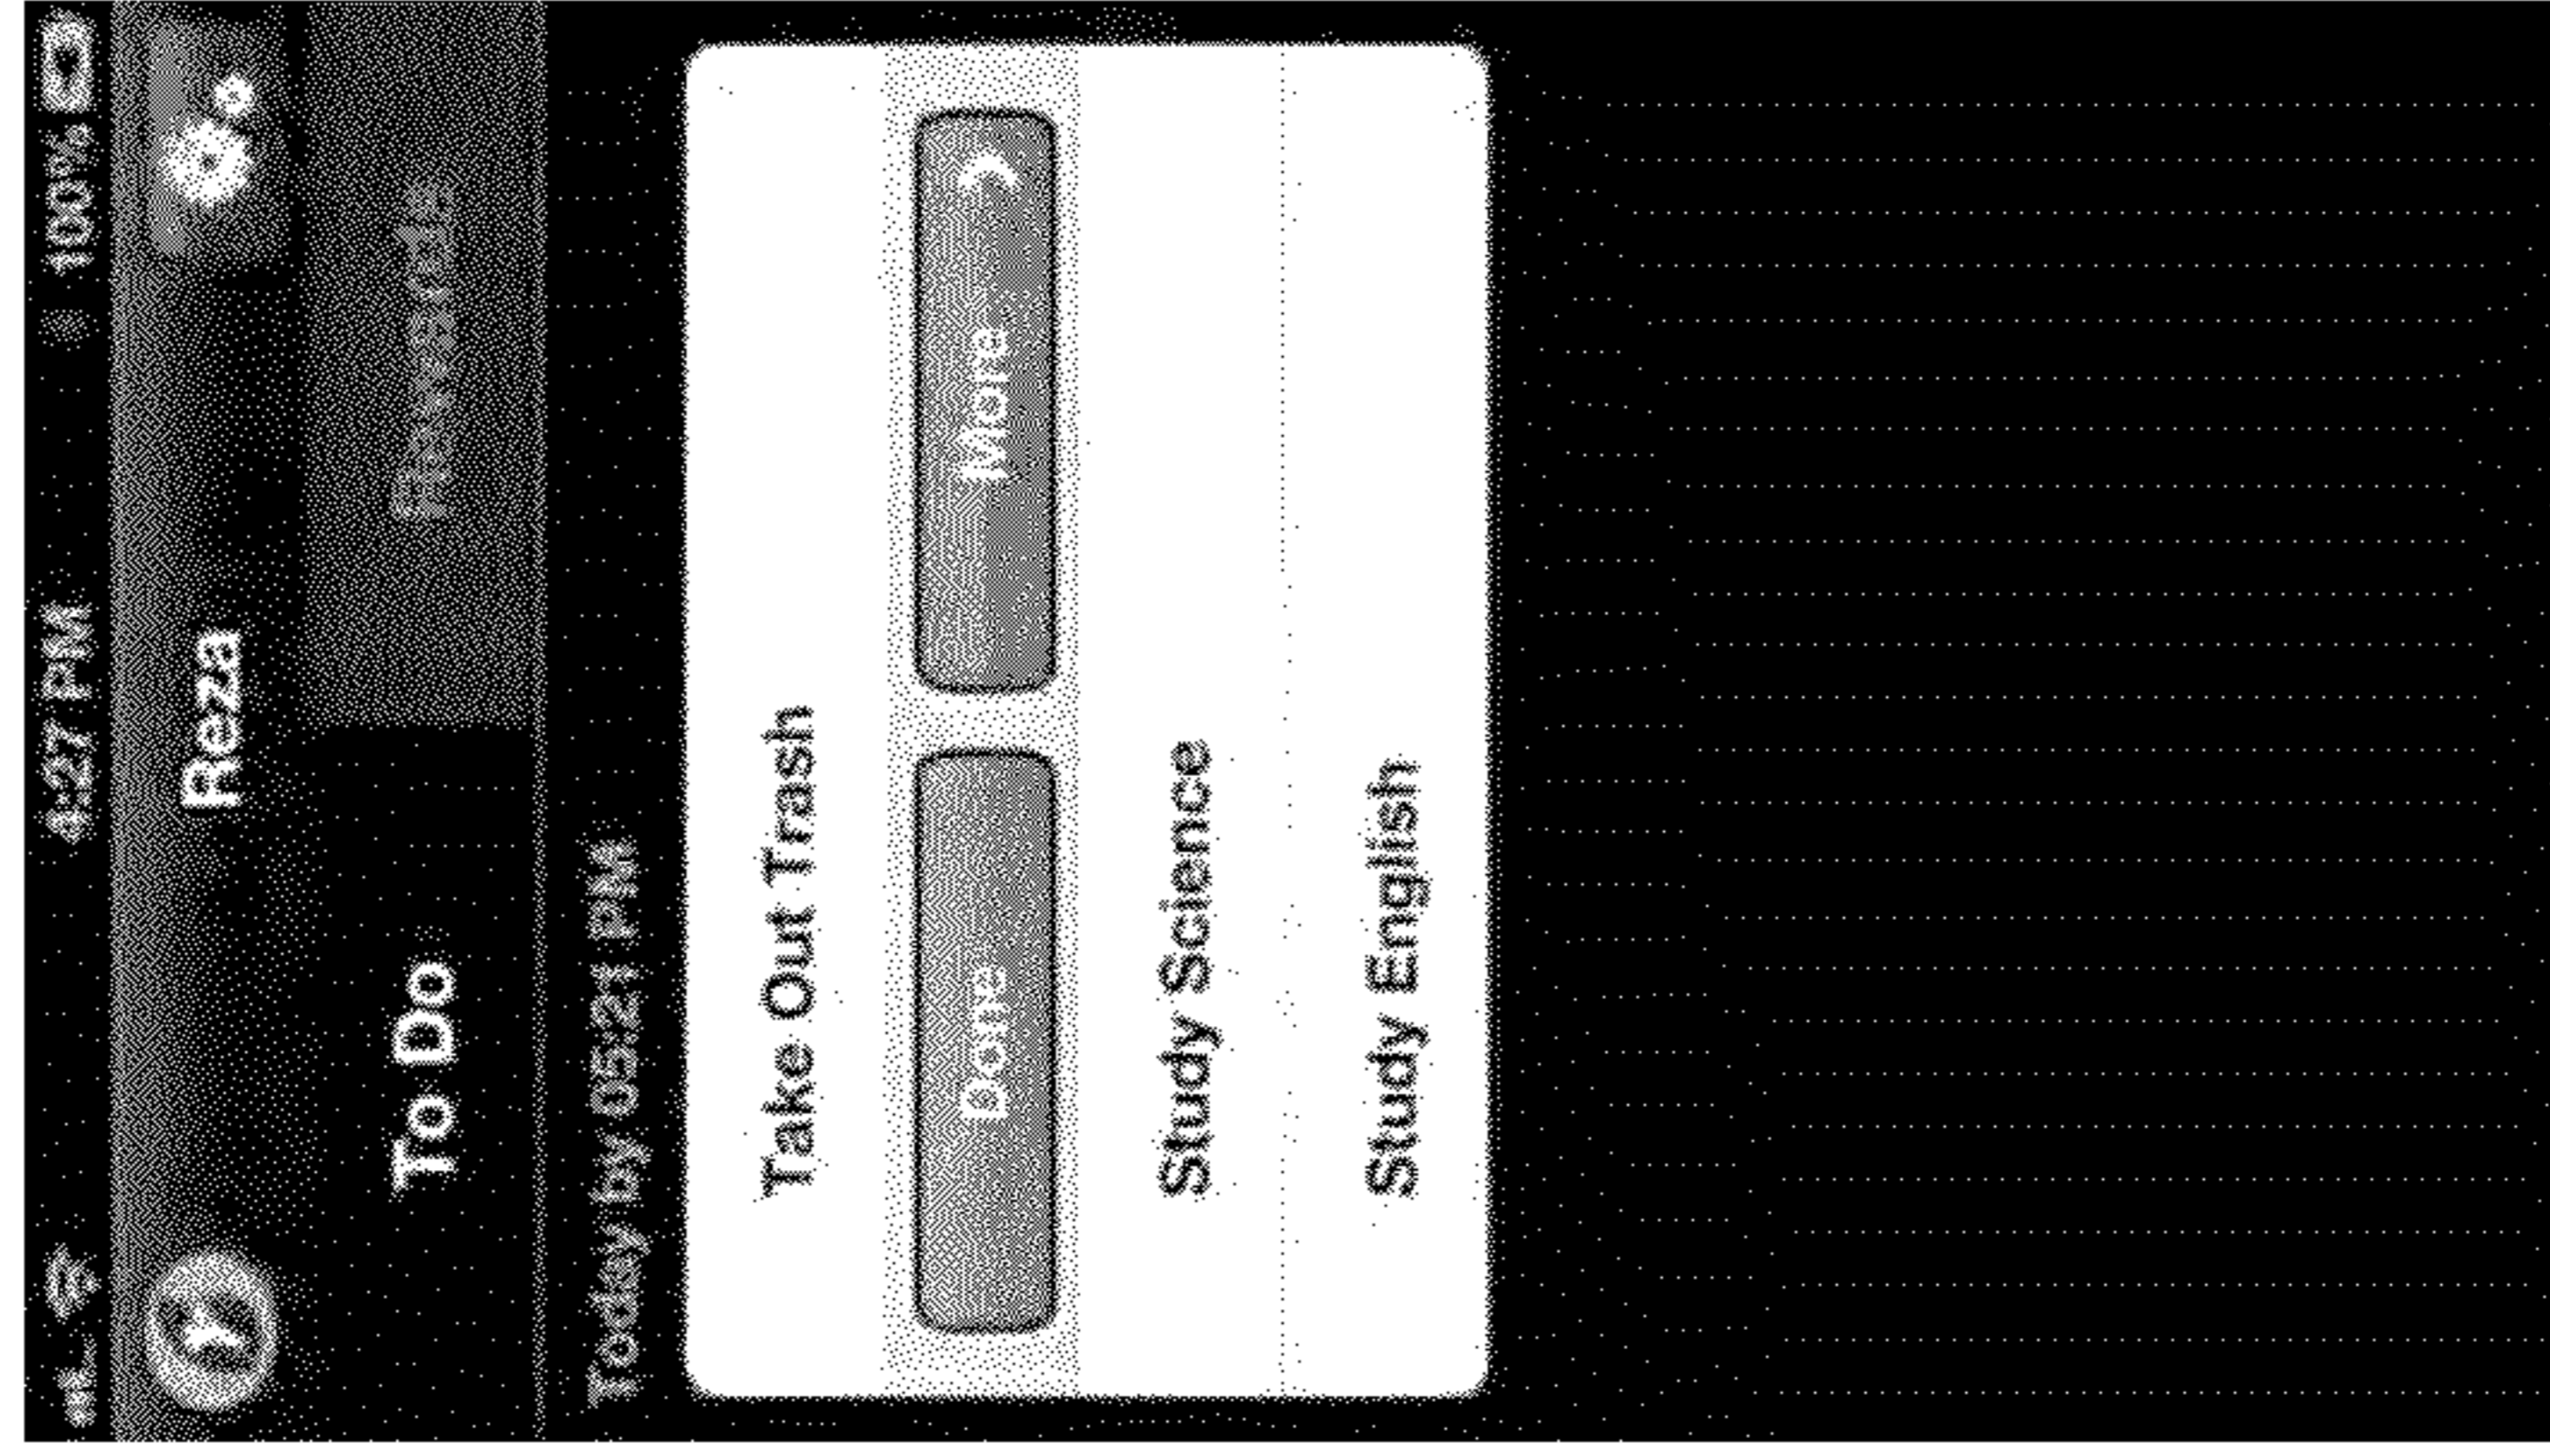 4:27 PM 100%
Reza
To Do Rewards
Today by 05:21 PM
Take Out Trash
Done More
Study Science
Study English